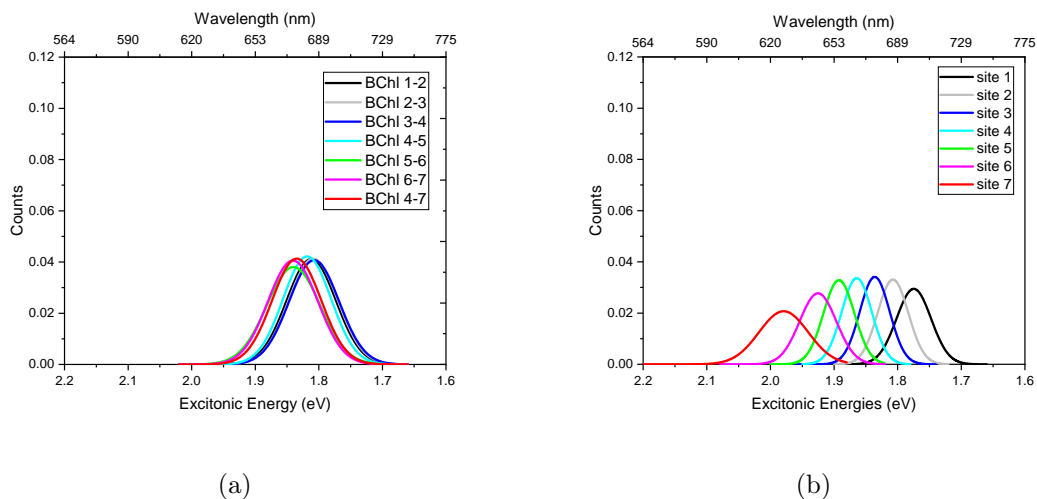 Wavelength (nm)
564 590 620 653 689 729 775
0.12
0.10
0.08
0.06
0.04
0.02
0.00
Counts
BChl 1-2
BChl 2-3
BChl 3-4
BChl 4-5
BChl 5-6
BChl 6-7
BChl 4-7
2.2 2.1 2.0 1.9 1.8 1.7 1.6
Excitonic Energy (eV)
(a)
Wavelength (nm)
564 590 620 653 689 729 775
0.12
0.10
0.08
0.06
0.04
0.02
0.00
Counts
site 1
site 2
site 3
site 4
site 5
site 6
site 7
2.2 2.1 2.0 1.9 1.8 1.7 1.6
Excitonic Energies (eV)
(b)